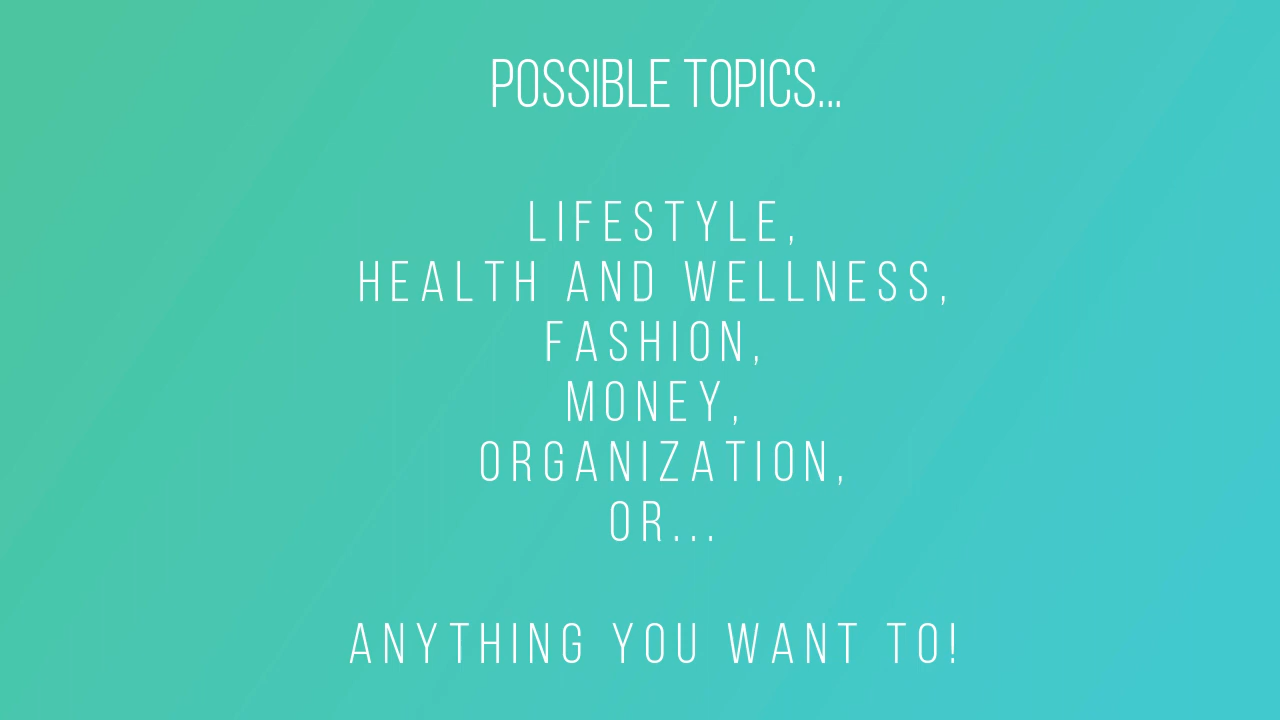 POSSIBLE TOPICS...
LIFESTYLE,
HEALTH AND WELLNESS,
FASHION,
MONEY,
ORGANIZATION,
OR...
ANYTHING YOU WANT TO!